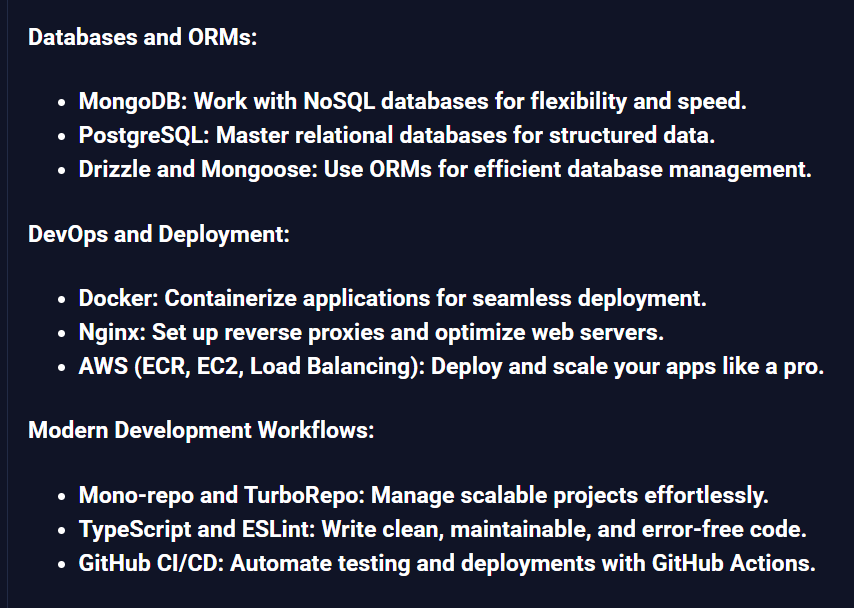 Databases and ORMs:
• MongoDB: Work with NoSQL databases for flexibility and speed.
• PostgreSQL: Master relational databases for structured data.
• Drizzle and Mongoose: Use ORMs for efficient database management.
DevOps and Deployment:
• Docker: Containerize applications for seamless deployment.
• Nginx: Set up reverse proxies and optimize web servers.
• AWS (ECR, EC2, Load Balancing): Deploy and scale your apps like a pro.
Modern Development Workflows:
• Mono-repo and TurboRepo: Manage scalable projects effortlessly.
• TypeScript and ESLint: Write clean, maintainable, and error-free code.
• GitHub CI/CD: Automate testing and deployments with GitHub Actions.